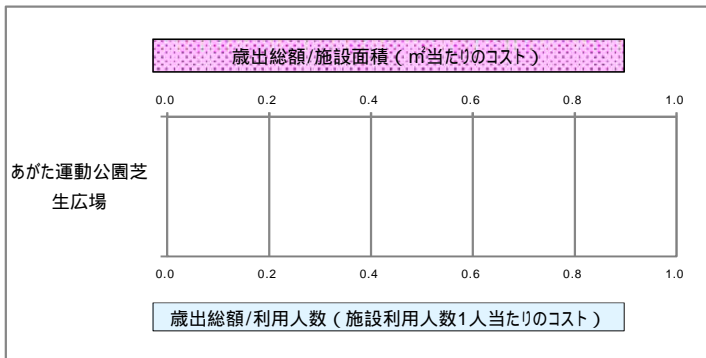 歳出総額/施設面積（㎡当たりのコスト）
0.0 0.2 0.4 0.6 0.8 1.0
あがた運動公園芝
生広場
0.0 0.2 0.4 0.6 0.8 1.0
歳出総額/利用人数（施設利用人数1人当たりのコスト）